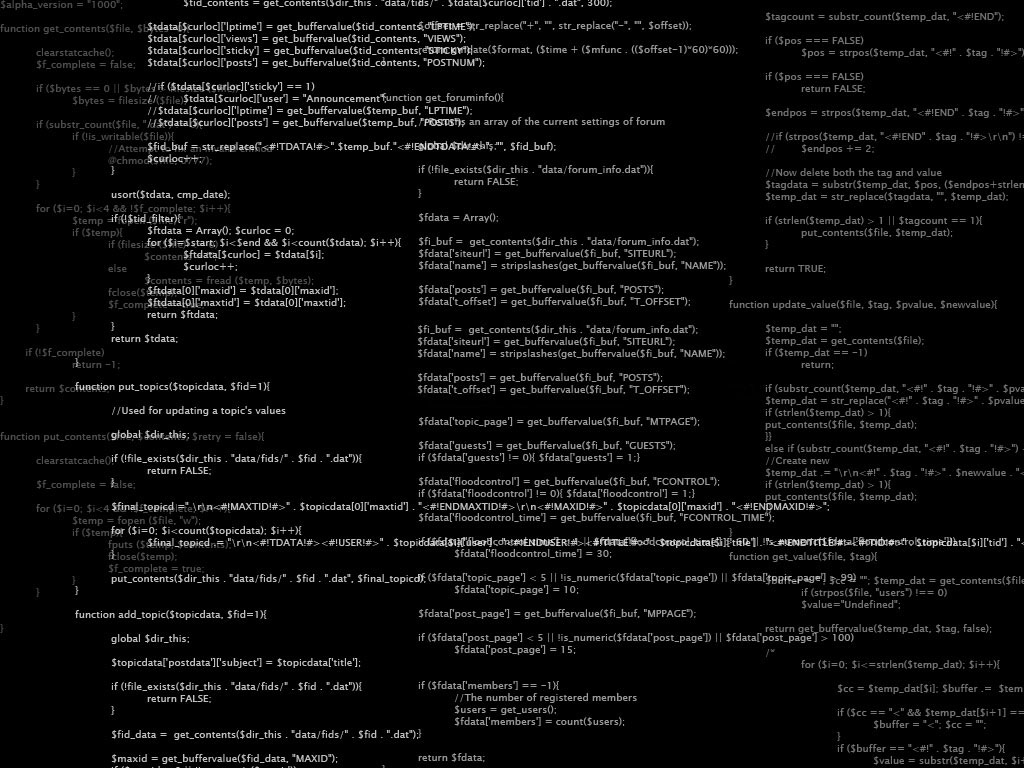 $alpha_version = "1000";
function get_contents($file,
clearstatcache()
$f_complete = false;
if ($bytes == 0 ||
$bytes = filesize($file)
if (substr_count($file,
if (!is_writable($file)){
}
}
for ($i=0; $i<4 && !$f_complete; $i++){
$temp =
if ($temp){
else
$contents = fread ($temp, $bytes);
}
}
if (!$f_complete)
return -1;
}
function put_contents(
$retry = false){
clearstatcache()
$f_complete =
for ($i=0;
$temp = fopen ($file, "w");
if ($temp){
fclose($temp);
$f_complete = true;
}
}
}
$tid_contents = get_contents($dir_this . "data/fids/" . $tdata[$curloc]['tid'] . ".dat", 300);
$tdata[$curloc]['lptime'] = get_buffervalue($tid_contents,
$tdata[$curloc]['views'] = get_buffervalue($tid_contents, "VIEWS");
$tdata[$curloc]['sticky'] = get_buffervalue($tid_contents,
$tdata[$curloc]['posts'] = get_buffervalue($tid_contents, "POSTNUM");
//if ($tdata[$curloc]['sticky'] == 1)
$tdata[$curloc]['user'] = "Announcement";
//$tdata[$curloc]['lptime'] = get_buffervalue($temp_buf, "LPTIME");
//$tdata[$curloc]['posts'] = get_buffervalue($temp_buf,
$fid_buf = str_replace("<#!TDATA!#>".$temp_buf."<#!ENDTDATA!#>","", $fid_buf);
$curloc++;
}
usort($tdata, cmp_date);
if (!$tid_filter){
$ftdata = Array(); $curloc = 0;
for ($i=$start; $i<$end && $i<count($tdata); $i++){
$ftdata[$curloc] = $tdata[$i];
$curloc++;
}
$ftdata[0]['maxid'] = $tdata[0]['maxid'];
$ftdata[0]['maxtid'] = $tdata[0]['maxtid'];
return $ftdata;
}
return $tdata;
}
function put_topics($topicdata, $fid=1){
//Used for updating a topic's values
global $dir_this;
if (!file_exists($dir_this . "data/fids/" . $fid . ".dat"))
return FALSE;
}
$final_topicd = "\r\n<#!MAXTID!#>" . $topicdata[0]['maxtid'] . "<#!ENDMAXTID!#>\r\n<#!MAXID!#>" . $topicdata[0]['maxid'] . "<#!ENDMAXID!#>";
for ($i=0; $i<count($topicdata); $i++){
$final_topicd .= "\r\n<#!TDATA!#><#!USER!#>" .
}
put_contents($dir_this . "data/fids/" . $fid . ".dat", $final_topicd);
}
function add_topic($topicdata, $fid=1){
global $dir_this;
$topicdata['postdata']['subject'] = $topicdata['title'];
if (!file_exists($dir_this . "data/fids/" . $fid . ".dat")){
return FALSE;
}
$fid_data = get_contents($dir_this . "data/fids/" . $fid . ".dat");
$maxid = get_buffervalue($fid_data, "MAXID");
str_replace("+", "", str_replace("-", "", $offset));
($format, ($time + ($mfunc . (($offset-1)*60)*60)));
}
function get_foruminfo(){
an array of the current settings of forum
if (!file_exists($dir_this . "data/forum_info.dat")){
return FALSE;
}
$fdata = Array();
$fi_buf = get_contents($dir_this . "data/forum_info.dat");
$fdata['siteurl'] = get_buffervalue($fi_buf, "SITEURL");
$fdata['name'] = stripslashes(get_buffervalue($fi_buf, "NAME"));
$fdata['posts'] = get_buffervalue($fi_buf, "POSTS");
$fdata['t_offset'] = get_buffervalue($fi_buf, "T_OFFSET");
$fi_buf = get_contents($dir_this . "data/forum_info.dat");
$fdata['siteurl'] = get_buffervalue($fi_buf, "SITEURL");
$fdata['name'] = stripslashes(get_buffervalue($fi_buf, "NAME"));
$fdata['posts'] = get_buffervalue($fi_buf, "POSTS");
$fdata['t_offset'] = get_buffervalue($fi_buf, "T_OFFSET");
$fdata['topic_page'] = get_buffervalue($fi_buf, "MTPAGE");
$fdata['guests'] = get_buffervalue($fi_buf, "GUESTS");
if ($fdata['guests'] != 0){ $fdata['guests'] = 1;}
$fdata['floodcontrol'] = get_buffervalue($fi_buf, "FCONTROL");
if ($fdata['floodcontrol'] != 0){ $fdata['floodcontrol'] = 1;}
$fdata['floodcontrol_time'] = get_buffervalue($fi_buf, "FCONTROL_TIME");
$fdata['floodcontrol_time'] = 30;
if ($fdata['topic_page'] < 5 || !is_numeric($fdata['topic_page']) || $fdata['topic_page'] > 99)
$fdata['topic_page'] = 10;
$fdata['post_page'] = get_buffervalue($fi_buf, "MPPAGE");
if ($fdata['post_page'] < 5 || !is_numeric($fdata['post_page']) || $fdata['post_page'] > 100)
$fdata['post_page'] = 15;
if ($fdata['members'] == -1){
//The number of registered members
$users = get_users();
$fdata['members'] = count($users);
}
return $fdata;
$tagcount = substr_count($temp_dat, "<#!END"
if ($pos === FALSE)
$pos = strpos($temp_dat, "<#!" . $tag . "!#>"
if ($pos === FALSE){
return FALSE;
$endpos = strpos($temp_dat, "<#!END" . $tag . "
//if (strpos($temp_dat, "<#!END" . $tag . "!#>\r\n")
// $endpos += 2;
//Now delete both the tag and value
$tagdata = substr($temp_dat, $pos, ($endpos+strlen
$temp_dat = str_replace($tagdata, "", $temp_dat);
if (strlen($temp_dat) > 1 || $tagcount == 1){
put_contents($file, $temp_dat);
}
return TRUE;
}
function update_value($file, $tag, $pvalue, $newvalue){
$temp_dat = "";
$temp_dat = get_contents($file);
if ($temp_dat == -1)
return;
if (substr_count($temp_dat, "<#!" . $tag . "!#>" .
$temp_dat = str_replace("<#!" . $tag . "!#>" . $pvalue
if (strlen($temp_dat) > 1){
put_contents($file, $temp_dat);
}}
else if (substr_count($temp_dat, "<#!" . $tag . "!#>")
//Create new
$temp_dat .= "\r\n<#!" . $tag . "!#>" . $newvalue . "<
if (strlen($temp_dat) > 1){
put_contents($file, $temp_dat);
}
}
function get_value($file, $tag){
$buffer = ""; $cc = ""; $temp_dat = get_contents($file
if (strpos($file, "users") !== 0)
$value="Undefined";
return get_buffervalue($temp_dat, $tag, false);
/*
for ($i=0; $i<=strlen($temp_dat); $i++){
$cc = $temp_dat[$i]; $buffer .= $tem
if ($cc == "<" && $temp_dat[$i+1] ==
$buffer = "<"; $cc = "";
}
if ($buffer == "<#!" . $tag . "!#>"){
$value = substr($temp_dat, $i